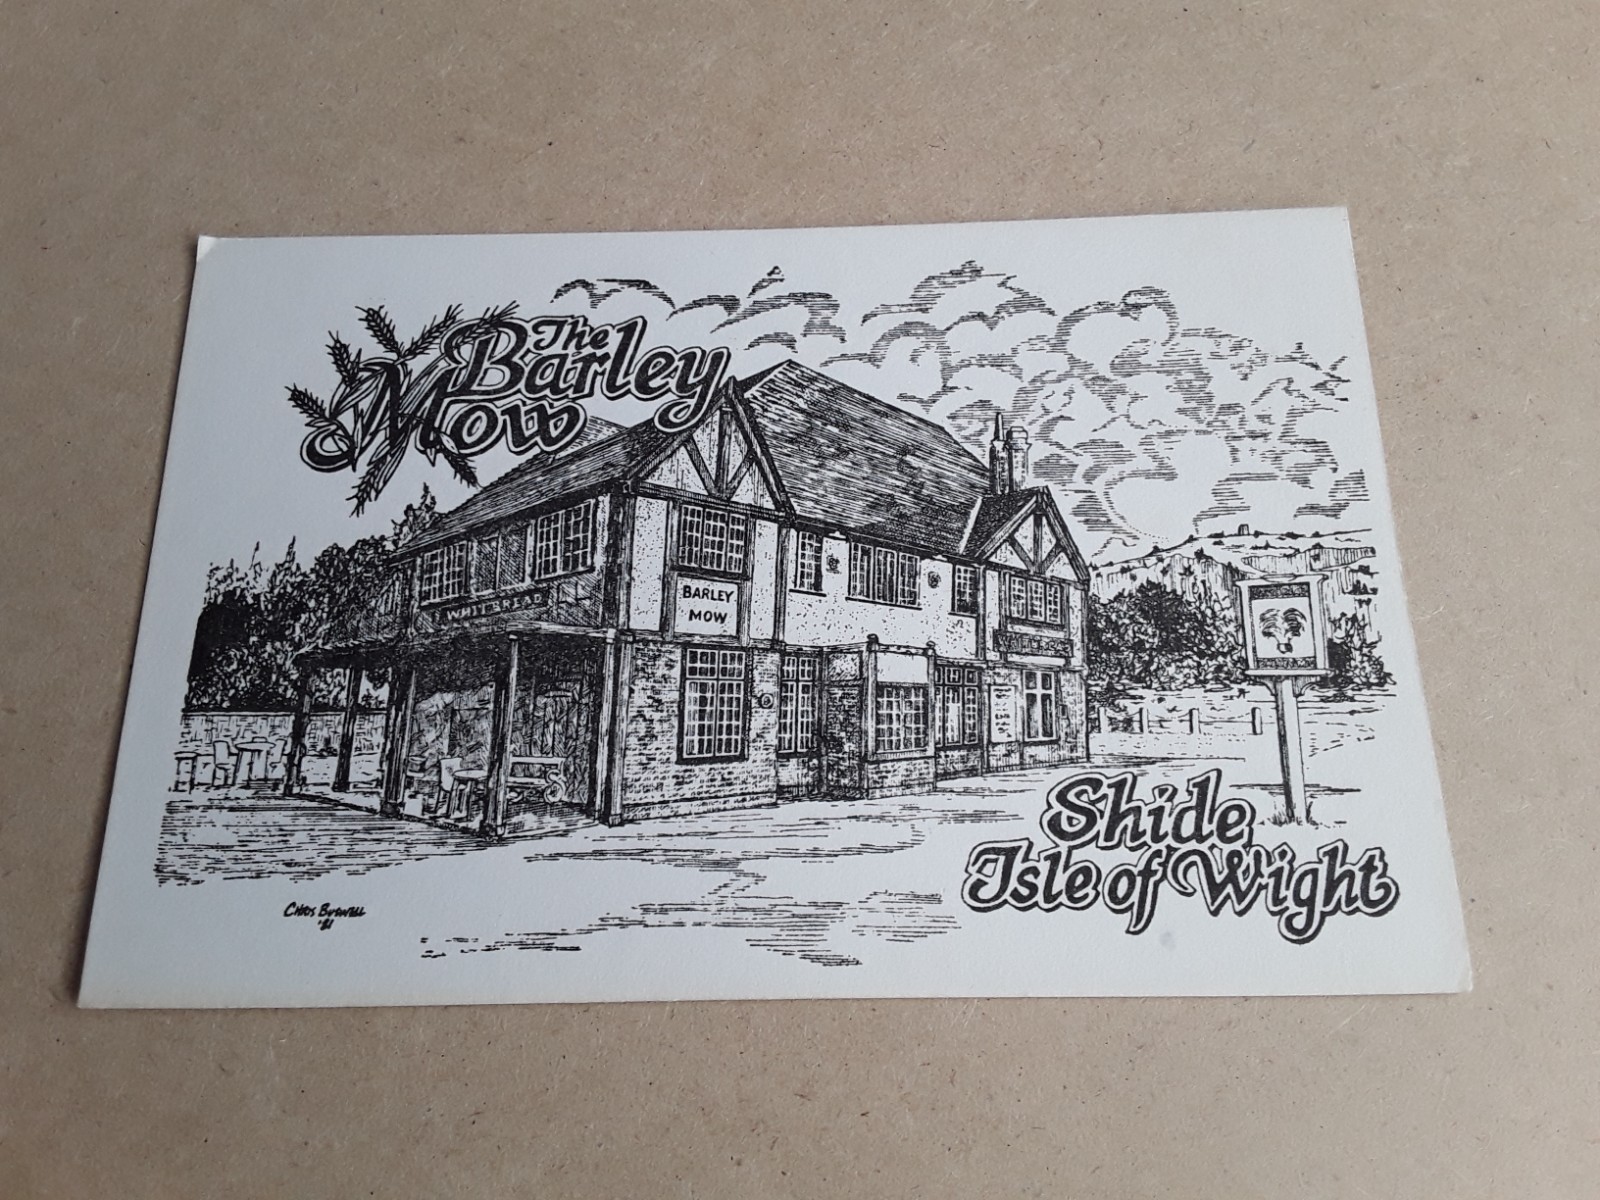 The
Barley
Mow
WHITBREAD
BARLEY
MOW
Shide
Isle of Wight
Chris Buswell
'81